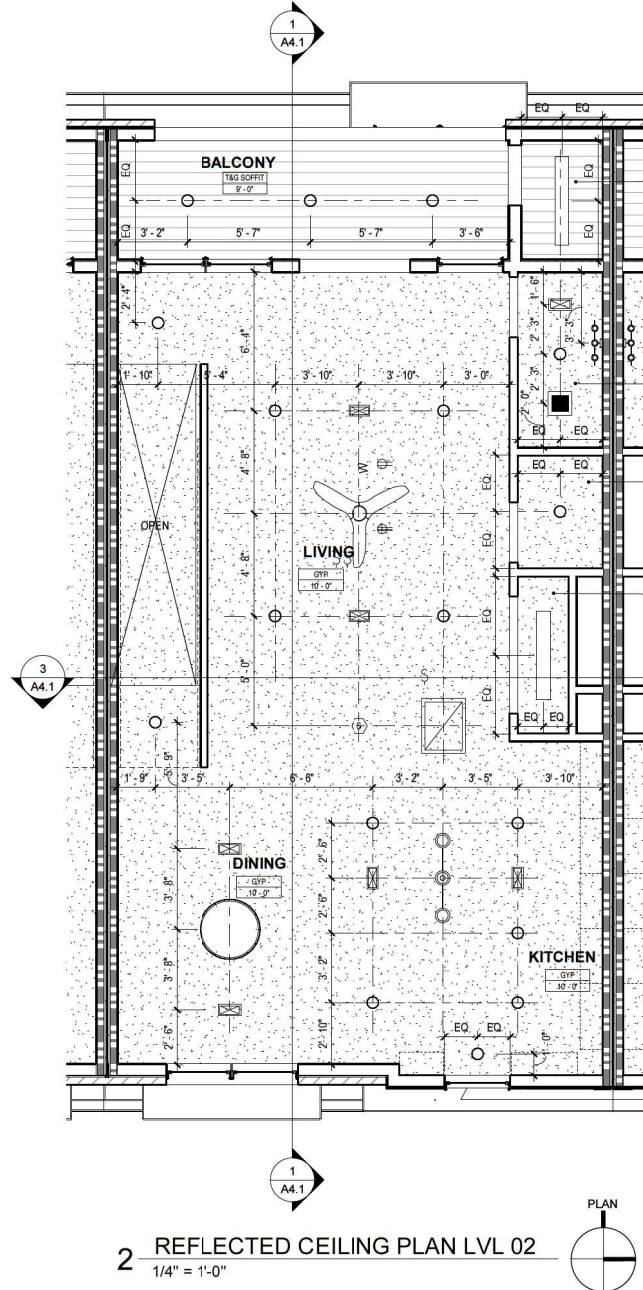 1
A4.1
EQ EQ
BALCONY
T&G SOFFIT
9' - 0"
EQ
EQ
3' - 2" 5' - 7" 5' - 7" 3' - 6"
2' - 4"
6' - 4"
1' - 6"
2' - 3"
3' - 3"
2' - 3"
2' - 0"
1' - 10" 5' - 4" 3' - 10" 3' - 10" 3' - 0"
EQ EQ
4' - 8"
W
OPEN
EQ
EQ
LIVING
GYP
10' - 0"
4' - 8"
5' - 0"
3
A4.1
S
EQ
EQ
EQ EQ
S
1' - 9" 3' - 5" 6' - 6" 3' - 2" 3' - 5" 3' - 10"
5' - 9"
2' - 6"
DINING
GYP
10' - 0"
3' - 8"
2' - 6"
KITCHEN
GYP
10' - 0"
3' - 8"
3' - 2"
2' - 6"
2' - 10"
EQ EQ
1' - 0"
1
A4.1
PLAN
2 REFLECTED CEILING PLAN LVL 02
1/4" = 1'-0"